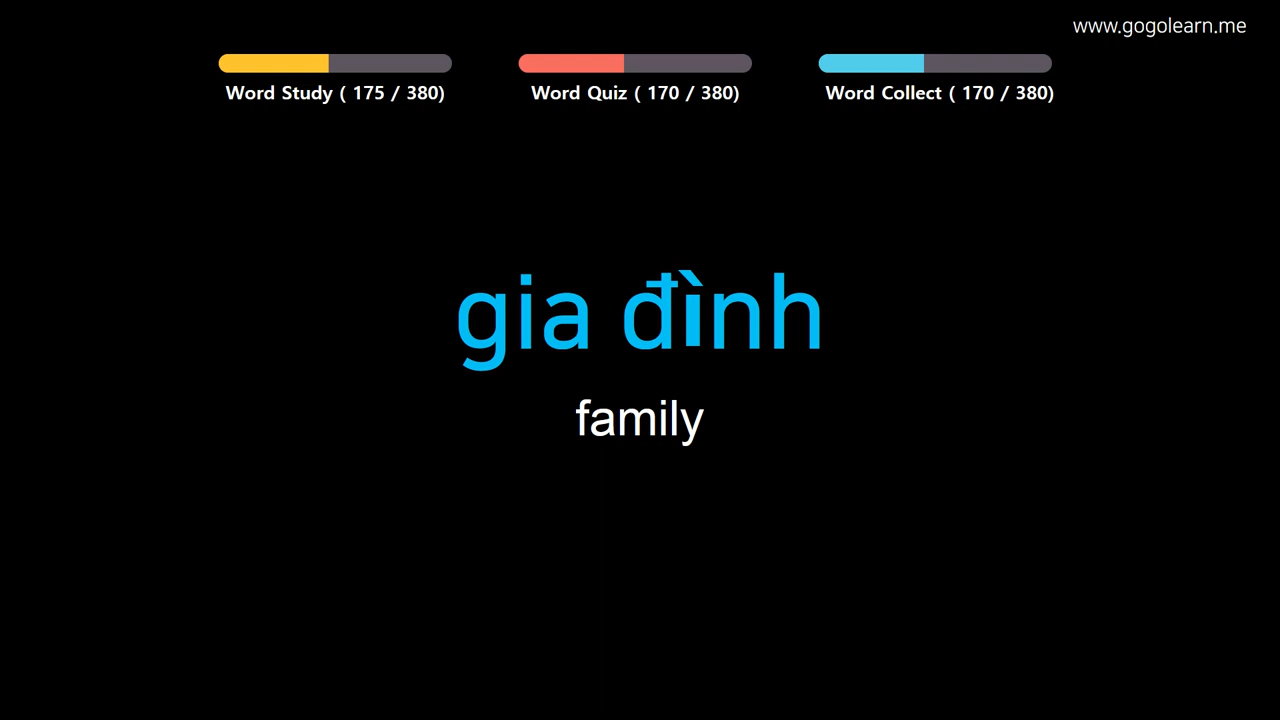 www.gogolearn.me
Word Study ( 175 / 380)
Word Quiz ( 170 / 380)
Word Collect ( 170 / 380)
gia đình
family